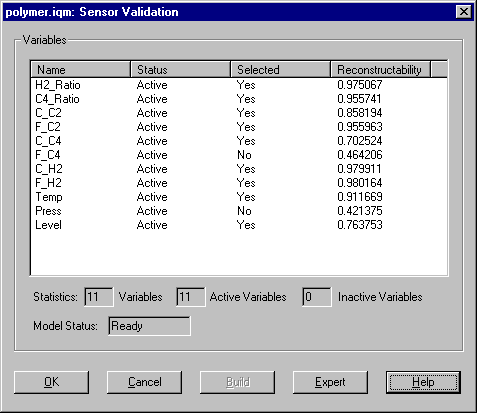 polymer.iqm: Sensor Validation
Variables
Name Status Selected Reconstructability
H2_Ratio Active Yes 0.975067
C4_Ratio Active Yes 0.955741
C_C2 Active Yes 0.858194
F_C2 Active Yes 0.955963
C_C4 Active Yes 0.702524
F_C4 Active No 0.464206
C_H2 Active Yes 0.979911
F_H2 Active Yes 0.980164
Temp Active Yes 0.911669
Press Active No 0.421375
Level Active Yes 0.763753
Statistics: 11 Variables 11 Active Variables 0 Inactive Variables
Model Status: Ready
OK Cancel Build Expert Help